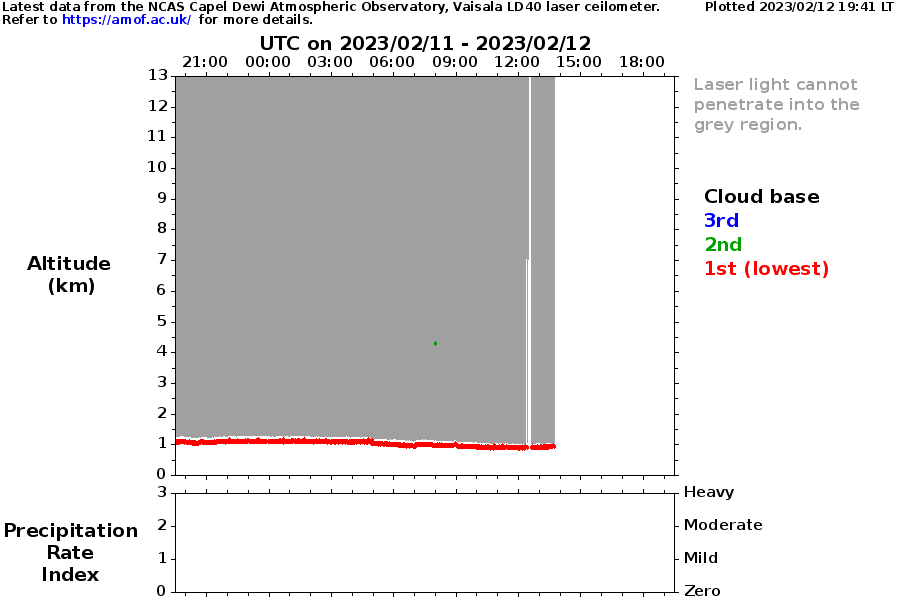 Latest data from the NCAS Capel Dewi Atmospheric Observatory, Vaisala LD40 laser ceilometer. Plotted 2023/02/12 19:41 LT
Refer to https://amof.ac.uk/ for more details.
UTC on 2023/02/11 - 2023/02/12
21:00 00:00 03:00 06:00 09:00 12:00 15:00 18:00
13
12
11
10
9
8
7
6
5
4
3
2
1
0
Altitude
(km)
Laser light cannot
penetrate into the
grey region.
Cloud base
3rd
2nd
1st (lowest)
3 Heavy
2 Moderate
1 Mild
0 Zero
Precipitation
Rate
Index